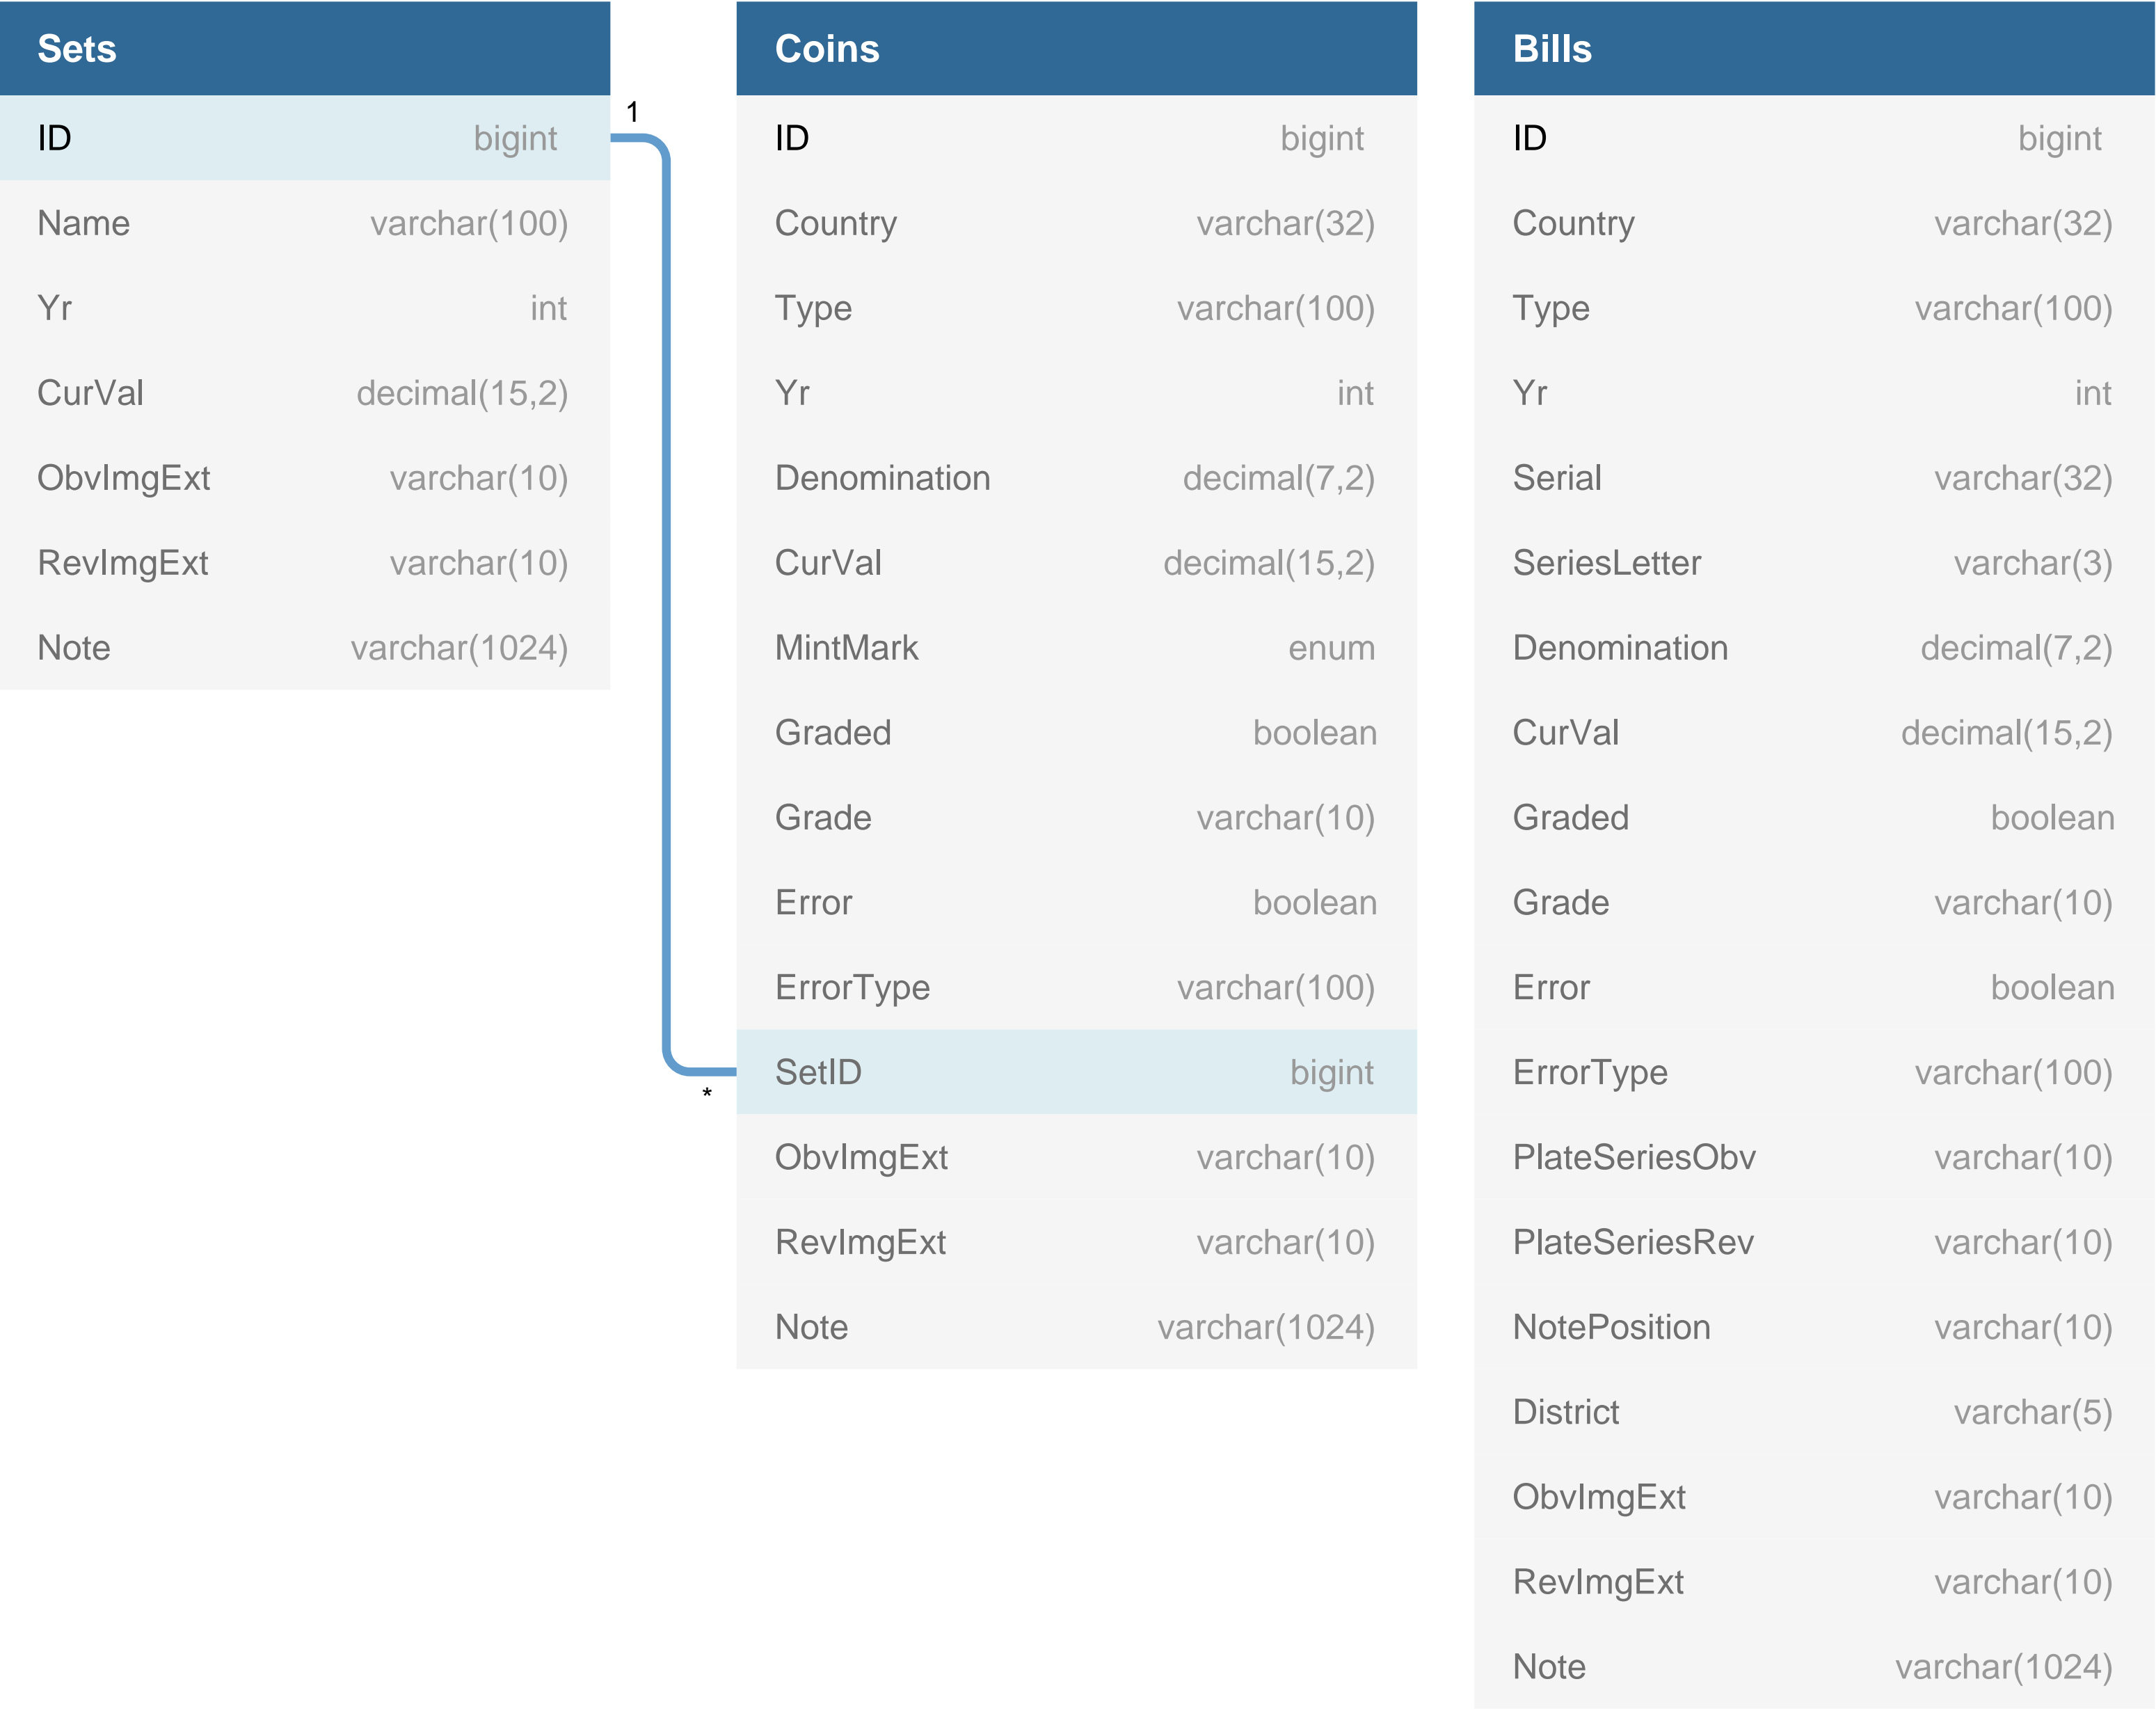 Sets
ID bigint
Name varchar(100)
Yr int
CurVal decimal(15,2)
ObvImgExt varchar(10)
RevImgExt varchar(10)
Note varchar(1024)
1
*
Coins
ID bigint
Country varchar(32)
Type varchar(100)
Yr int
Denomination decimal(7,2)
CurVal decimal(15,2)
MintMark enum
Graded boolean
Grade varchar(10)
Error boolean
ErrorType varchar(100)
SetID bigint
ObvImgExt varchar(10)
RevImgExt varchar(10)
Note varchar(1024)
Bills
ID bigint
Country varchar(32)
Type varchar(100)
Yr int
Serial varchar(32)
SeriesLetter varchar(3)
Denomination decimal(7,2)
CurVal decimal(15,2)
Graded boolean
Grade varchar(10)
Error boolean
ErrorType varchar(100)
PlateSeriesObv varchar(10)
PlateSeriesRev varchar(10)
NotePosition varchar(10)
District varchar(5)
ObvImgExt varchar(10)
RevImgExt varchar(10)
Note varchar(1024)